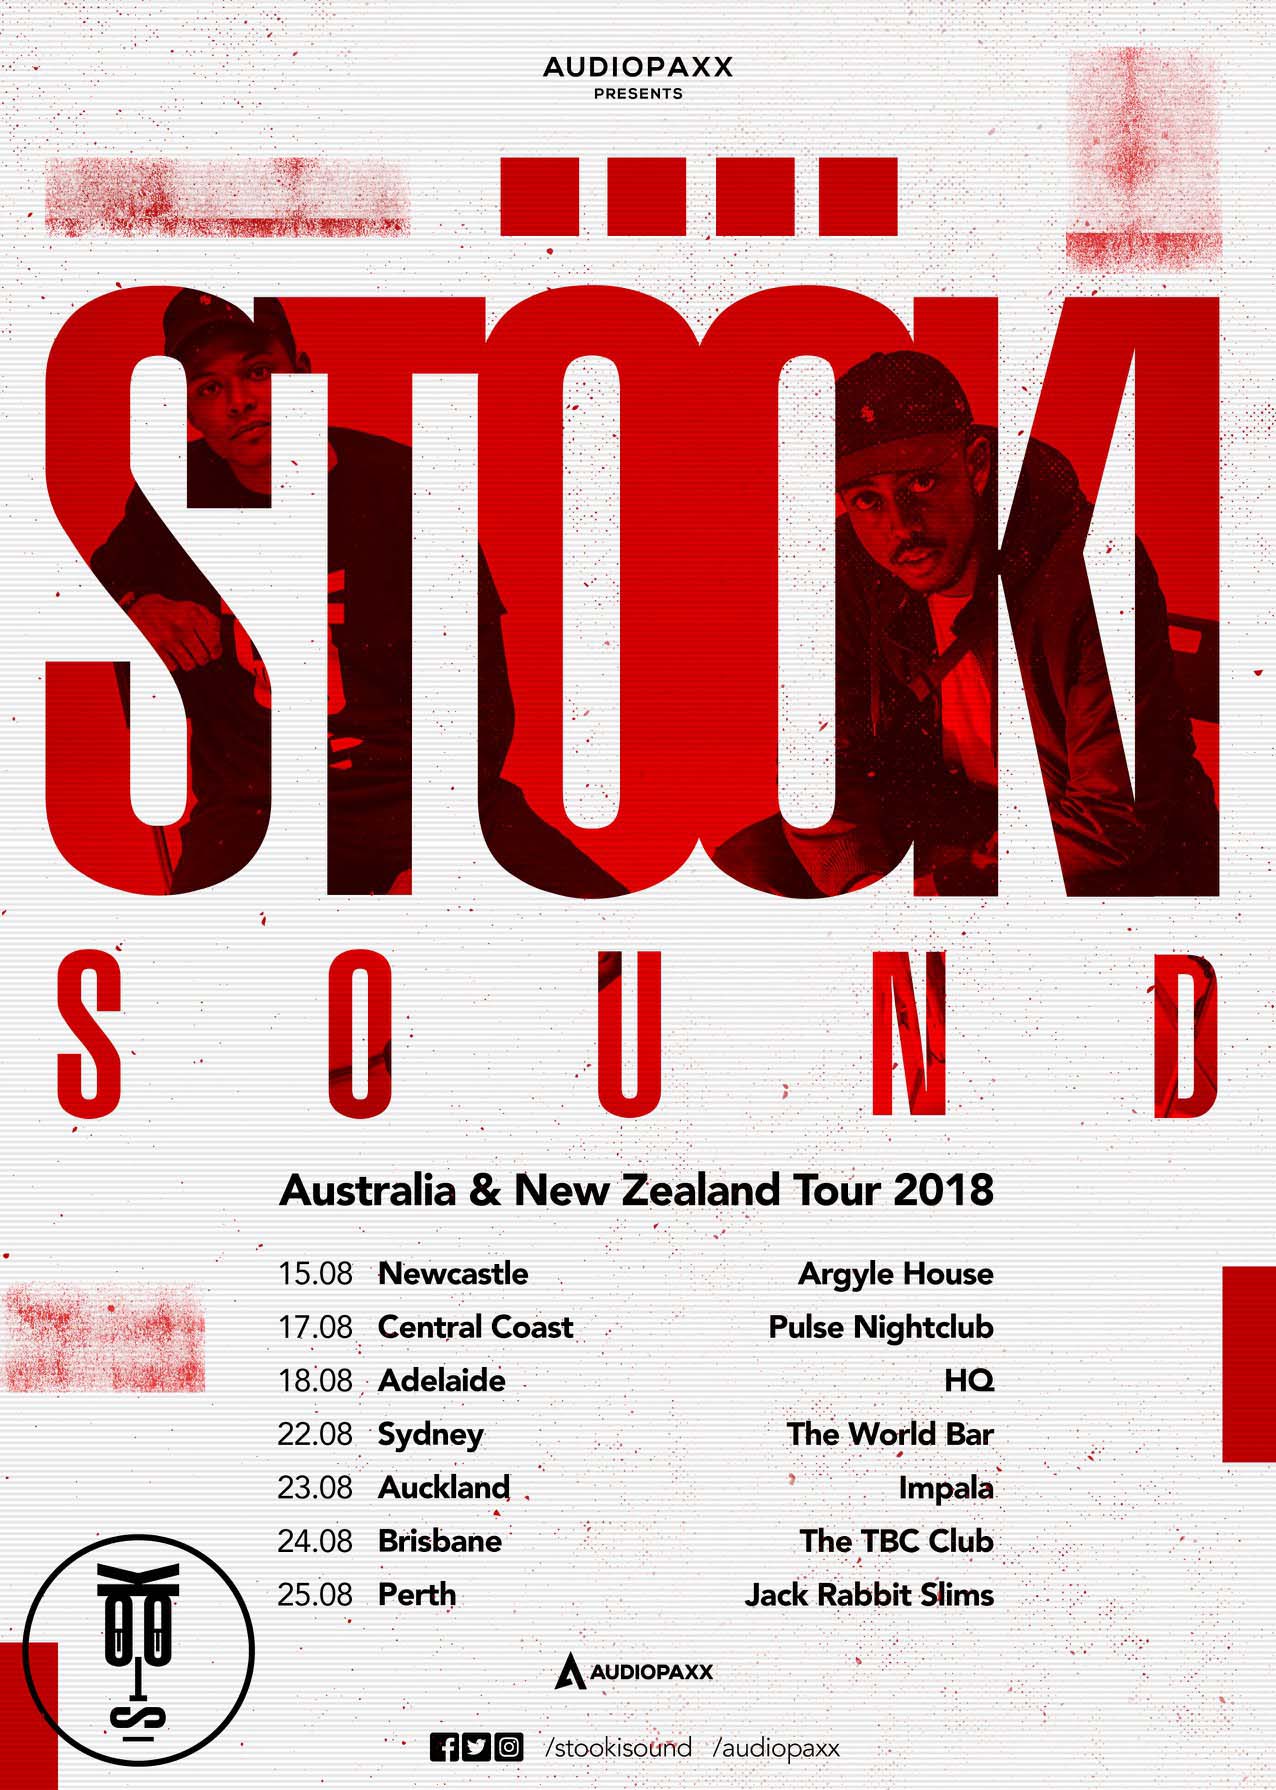 AUDIOPAXX
PRESENTS
STOOKI
SOUND
Australia & New Zealand Tour 2018
15.08 Newcastle Argyle House
17.08 Central Coast Pulse Nightclub
18.08 Adelaide HQ
22.08 Sydney The World Bar
23.08 Auckland Impala
24.08 Brisbane The TBC Club
25.08 Perth Jack Rabbit Slims
STOOKI
AUDIOPAXX
/stookisound /audiopaxx